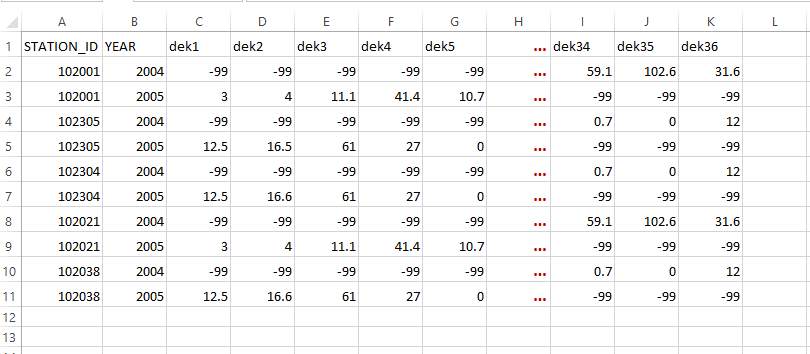 A B C D E F G H I J K L
1 STATION_ID YEAR dek1 dek2 dek3 dek4 dek5 ... dek34 dek35 dek36
2 102001 2004 -99 -99 -99 -99 -99 ... 59.1 102.6 31.6
3 102001 2005 3 4 11.1 41.4 10.7 ... -99 -99 -99
4 102305 2004 -99 -99 -99 -99 -99 ... 0.7 0 12
5 102305 2005 12.5 16.5 61 27 0 ... -99 -99 -99
6 102304 2004 -99 -99 -99 -99 -99 ... 0.7 0 12
7 102304 2005 12.5 16.6 61 27 0 ... -99 -99 -99
8 102021 2004 -99 -99 -99 -99 -99 ... 59.1 102.6 31.6
9 102021 2005 3 4 11.1 41.4 10.7 ... -99 -99 -99
10 102038 2004 -99 -99 -99 -99 -99 ... 0.7 0 12
11 102038 2005 12.5 16.6 61 27 0 ... -99 -99 -99
12
13